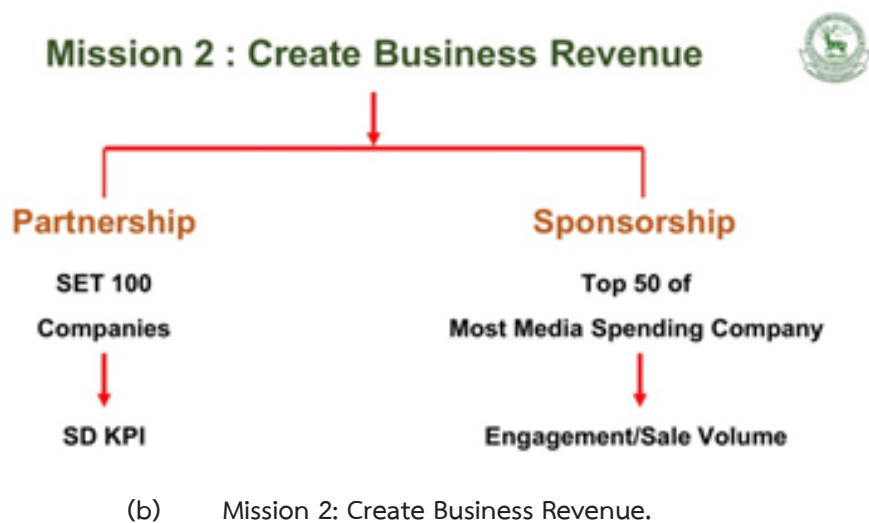 Mission 2 : Create Business Revenue
Partnership
SET 100
Companies
SD KPI
Sponsorship
Top 50 of
Most Media Spending Company
Engagement/Sale Volume
(b) Mission 2: Create Business Revenue.